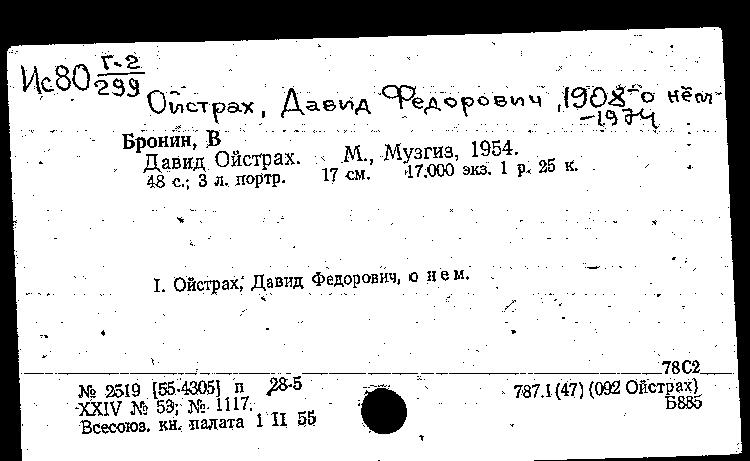 Ис80 Г-2
299
Ойстрах, Давид Федорович, 1908- о нём
-1974
Бронин, В
Давид Ойстрах. М., Музгиз, 1954.
48 с.; 3 л. портр. 17 см. 17.000 экз. 1 р. 25 к.
I. Ойстрах, Давид Федорович, о нем.
78С2
№ 2519 [55-4305] п 28-5
787.1(47) (092 Ойстрах)
XXIV № 53; № 1117.
Б885
Всесоюз. кн. палата 1 II 55